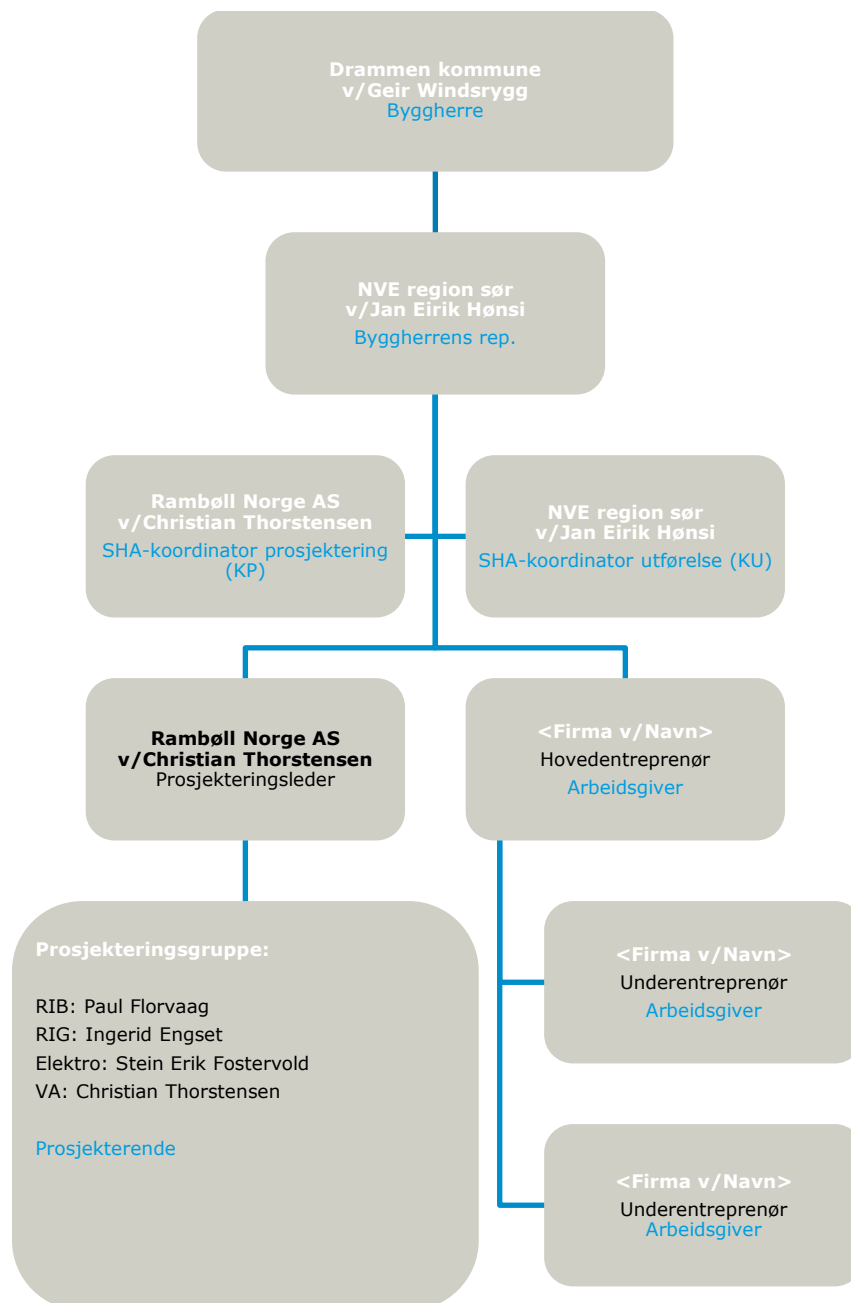 Drammen kommune
v/Geir Windsrygg
Byggherre
NVE region sør
v/Jan Eirik Hønsi
Byggherrens rep.
Rambøll Norge AS
v/Christian Thorstensen
SHA-koordinator prosjektering
(KP)
NVE region sør
v/Jan Eirik Hønsi
SHA-koordinator utførelse (KU)
Rambøll Norge AS
v/Christian Thorstensen
Prosjekteringsleder
<Firma v/Navn>
Hovedentreprenør
Arbeidsgiver
Prosjekteringsgruppe:
RIB: Paul Florvaag
RIG: Ingerid Engset
Elektro: Stein Erik Fostervold
VA: Christian Thorstensen
Prosjekterende
<Firma v/Navn>
Underentreprenør
Arbeidsgiver
<Firma v/Navn>
Underentreprenør
Arbeidsgiver